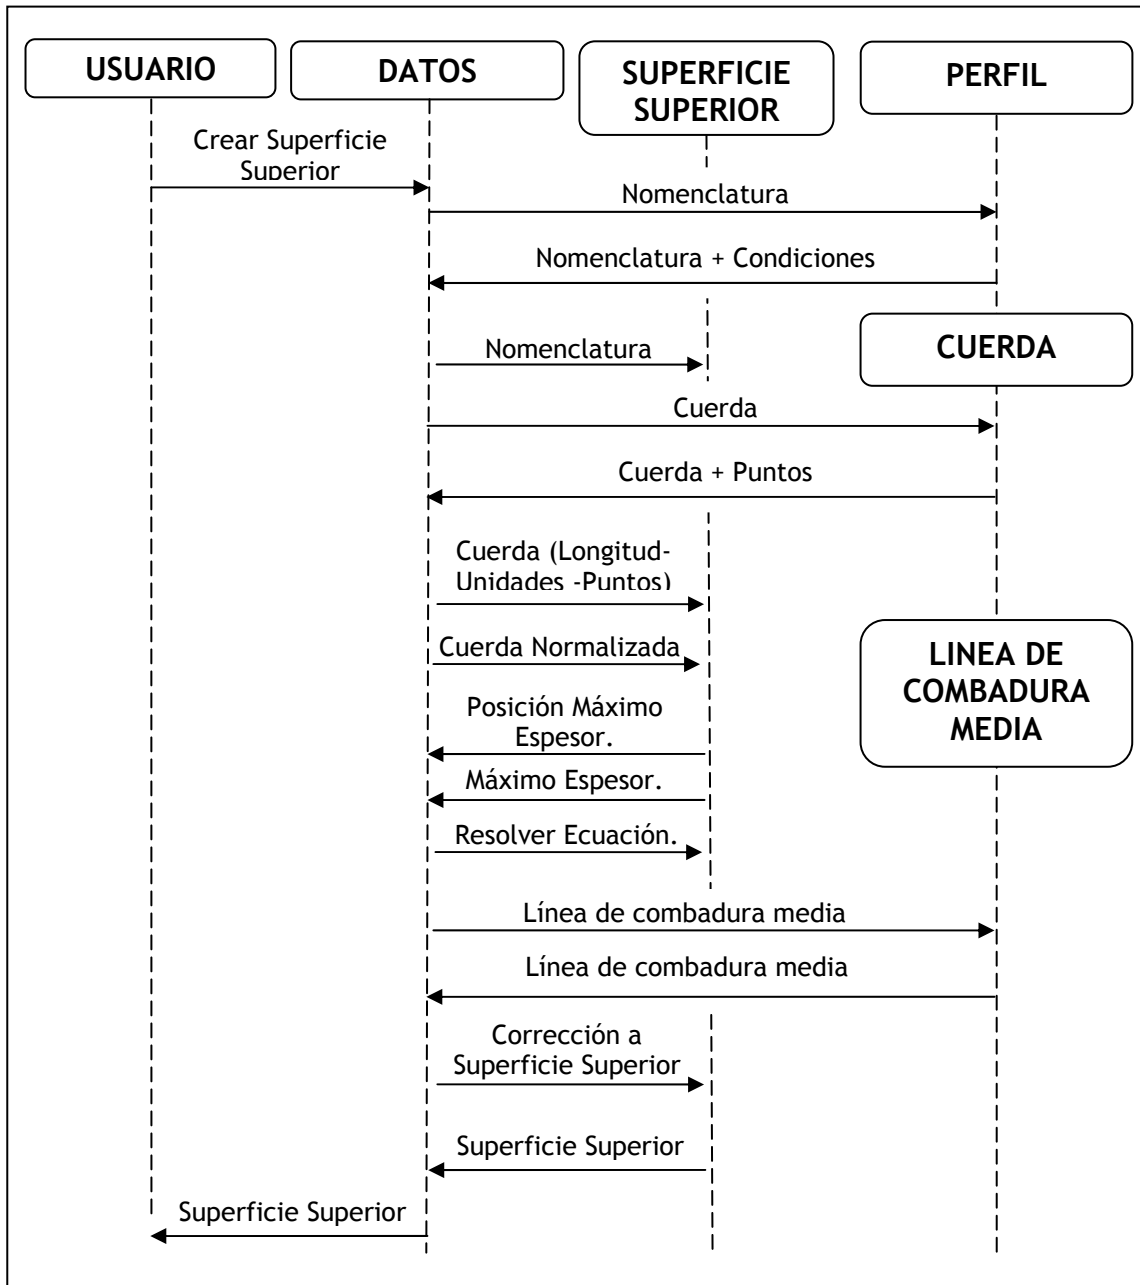 USUARIO
DATOS
SUPERFICIE
SUPERIOR
PERFIL
Crear Superficie
Superior
Nomenclatura
Nomenclatura + Condiciones
Nomenclatura
CUERDA
Cuerda
Cuerda + Puntos
Cuerda (Longitud-
Unidades -Puntos)
Cuerda Normalizada
LINEA DE
COMBADURA
MEDIA
Posición Máximo
Espesor.
Máximo Espesor.
Resolver Ecuación.
Línea de combadura media
Línea de combadura media
Corrección a
Superficie Superior
Superficie Superior
Superficie Superior